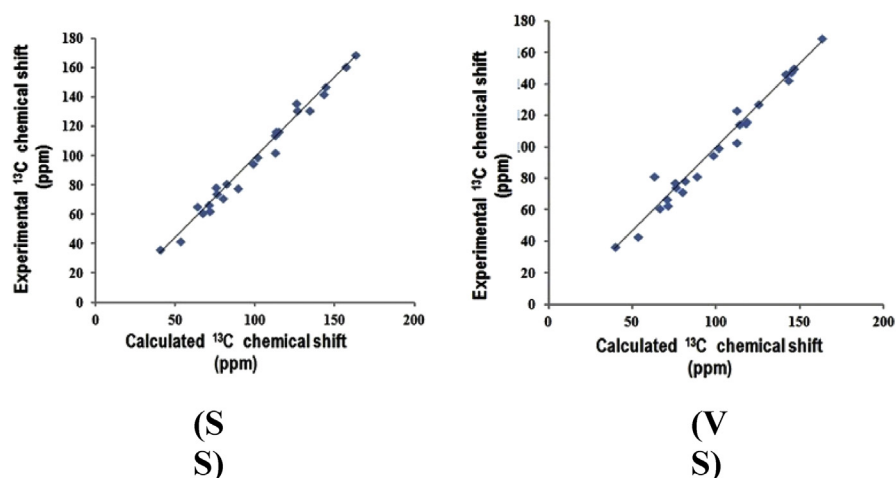 180
160
140
120
100
80
60
40
20
0
Experimental ¹³C chemical shift
(ppm)
0 50 100 150 200
Calculated ¹³C chemical shift
(ppm)
(S
S)
180
160
140
120
100
80
60
40
20
0
Experimental ¹³C chemical shift
(ppm)
0 50 100 150 200
Calculated ¹³C chemical shift
(ppm)
(V
S)